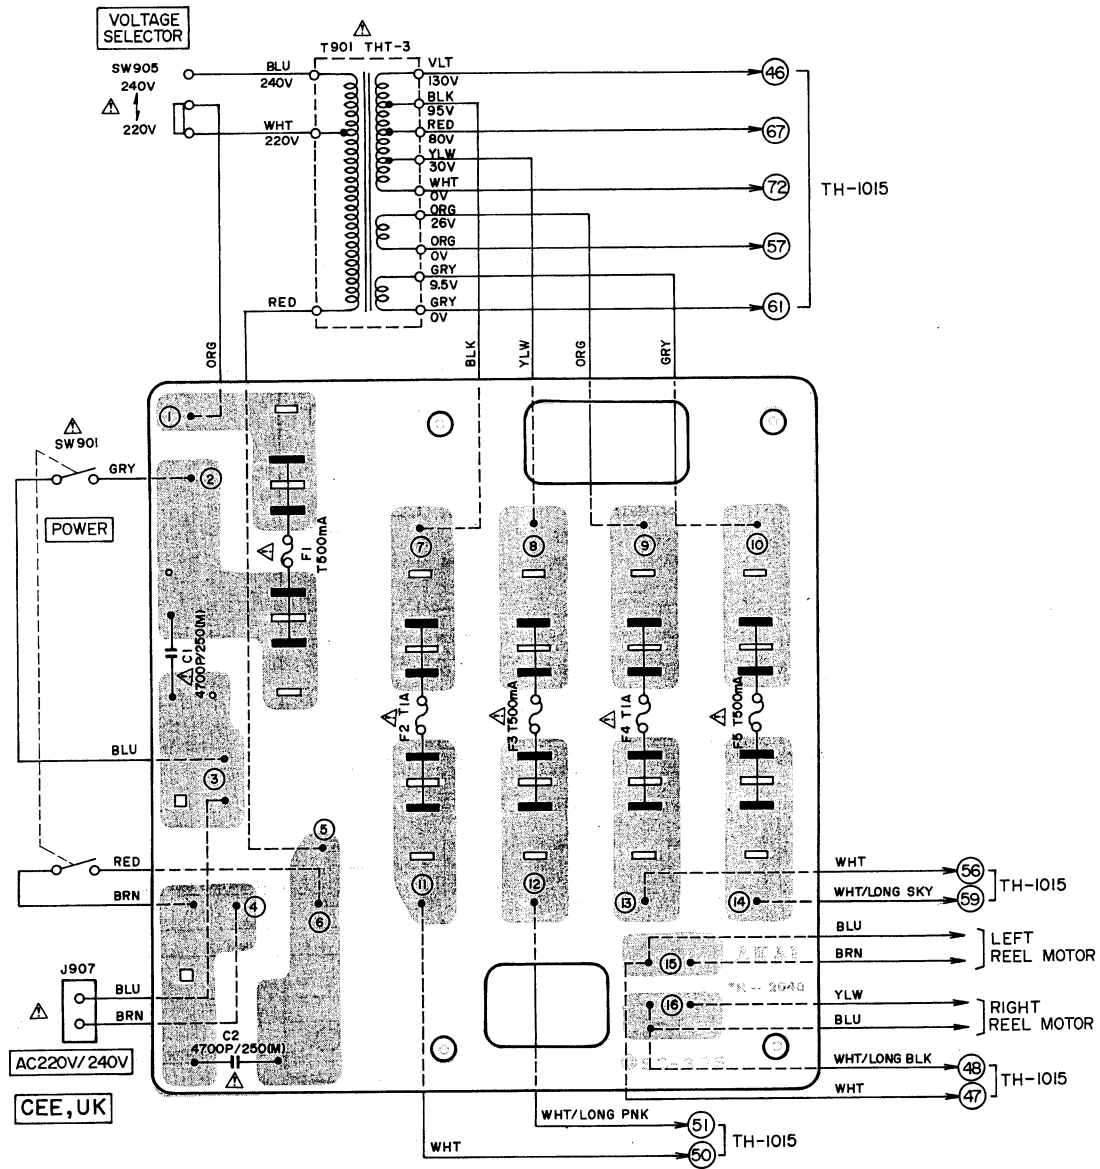 VOLTAGE
SELECTOR
T901 THT-3
SW905
240V
220V
BLU
240V
WHT
220V
RED
VLT
130V
BLK
95V
RED
80V
YLW
30V
WHT
0V
ORG
26V
ORG
0V
GRY
9.5V
GRY
0V
46
67
72
57
61
TH-1015
ORG
BLK
YLW
ORG
GRY
SW901
GRY
POWER
1
2
F1
T500mA
7
8
9
10
C1
4700P/250(M)
F2 T1A
F3 T500mA
F4 T1A
F5 T500mA
BLU
3
5
RED
BRN
4
6
11
12
13
14
WHT
56
WHT/LONG SKY
59
TH-1015
BLU
BRN
LEFT
REEL MOTOR
15
AKAI
16
YLW
BLU
RIGHT
REEL MOTOR
J907
BLU
BRN
C2
4700P/250(M)
AC220V/240V
CEE,UK
WHT/LONG BLK
48
WHT
47
TH-1015
WHT/LONG PNK
51
WHT
50
TH-1015